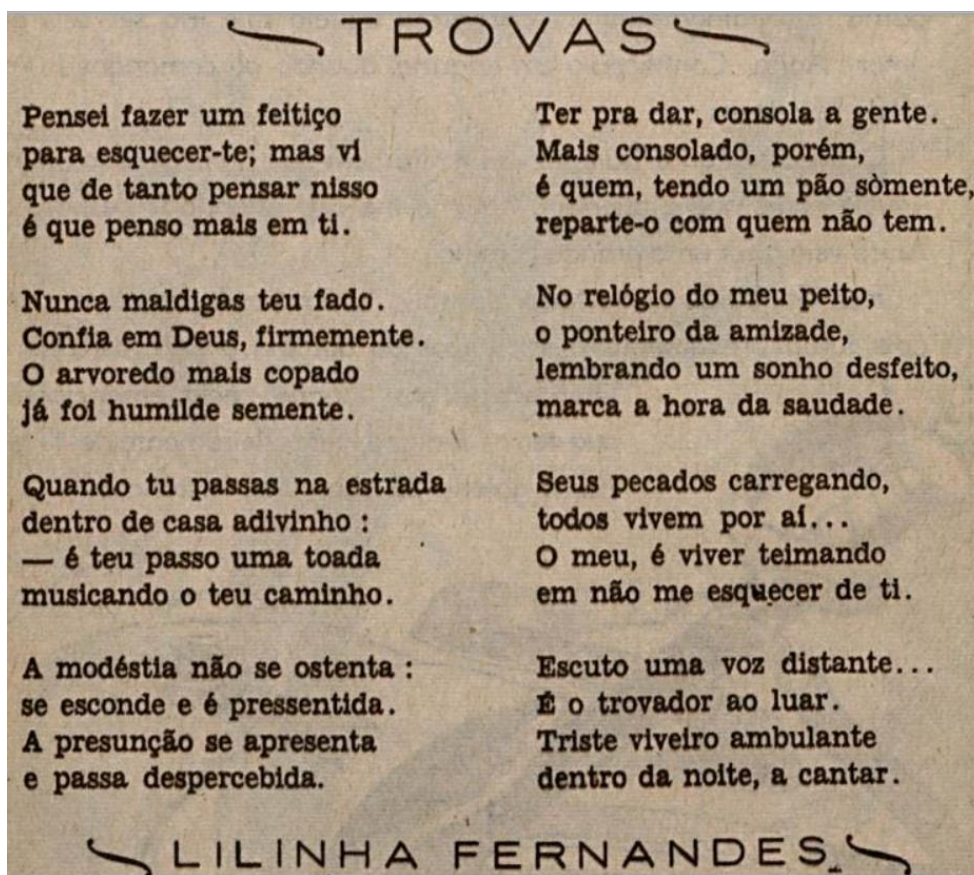 TROVAS
Pensei fazer um feitiço
para esquecer-te; mas vi
que de tanto pensar nisso
é que penso mais em ti.
Nunca maldigas teu fado.
Confia em Deus, firmemente.
O arvoredo mais copado
já foi humilde semente.
Quando tu passas na estrada
dentro de casa adivinho :
— é teu passo uma toada
musicando o teu caminho.
A modéstia não se ostenta :
se esconde e é pressentida.
A presunção se apresenta
e passa despercebida.
Ter pra dar, consola a gente.
Mais consolado, porém,
é quem, tendo um pão sòmente,
reparte-o com quem não tem.
No relógio do meu peito,
o ponteiro da amizade,
lembrando um sonho desfeito,
marca a hora da saudade.
Seus pecados carregando,
todos vivem por aí...
O meu, é viver teimando
em não me esquecer de ti.
Escuto uma voz distante...
É o trovador ao luar.
Triste viveiro ambulante
dentro da noite, a cantar.
LILINHA FERNANDES